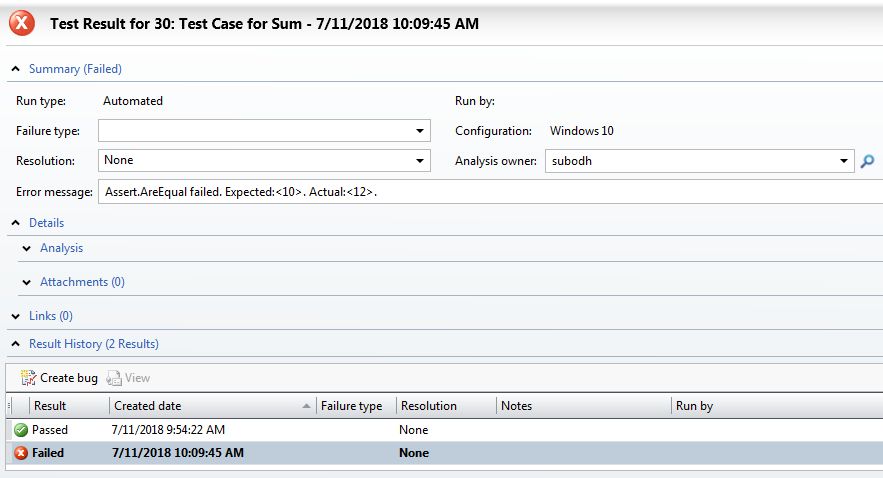 Test Result for 30: Test Case for Sum - 7/11/2018 10:09:45 AM
Summary (Failed)
Run type: Automated Run by:
Failure type: Configuration: Windows 10
Resolution: None Analysis owner: subodh
Error message: Assert.AreEqual failed. Expected:<10>. Actual:<12>.
Details
Analysis
Attachments (0)
Links (0)
Result History (2 Results)
Create bug View
Result Created date Failure type Resolution Notes Run by
Passed 7/11/2018 9:54:22 AM None
Failed 7/11/2018 10:09:45 AM None